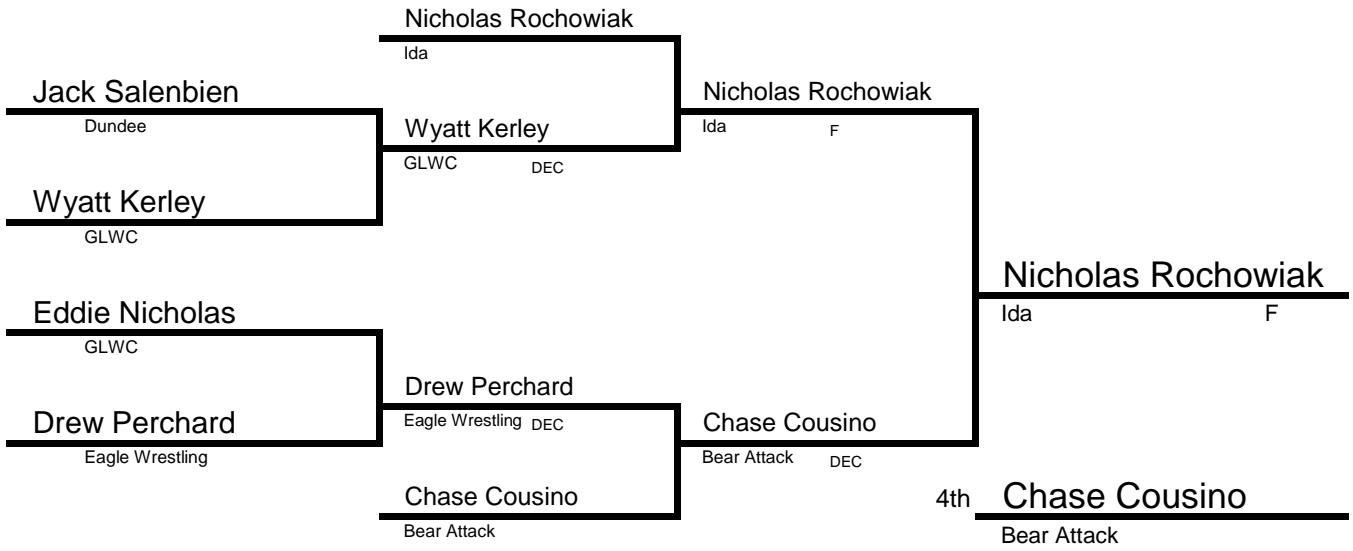 Nicholas Rochowiak
Ida
Jack Salenbien
Dundee
Nicholas Rochowiak
Ida F
Wyatt Kerley
GLWC DEC
Wyatt Kerley
GLWC
Nicholas Rochowiak
Ida F
Eddie Nicholas
GLWC
Drew Perchard
Eagle Wrestling DEC
Drew Perchard
Eagle Wrestling
Chase Cousino
Bear Attack DEC
Chase Cousino
Bear Attack
4th Chase Cousino
Bear Attack